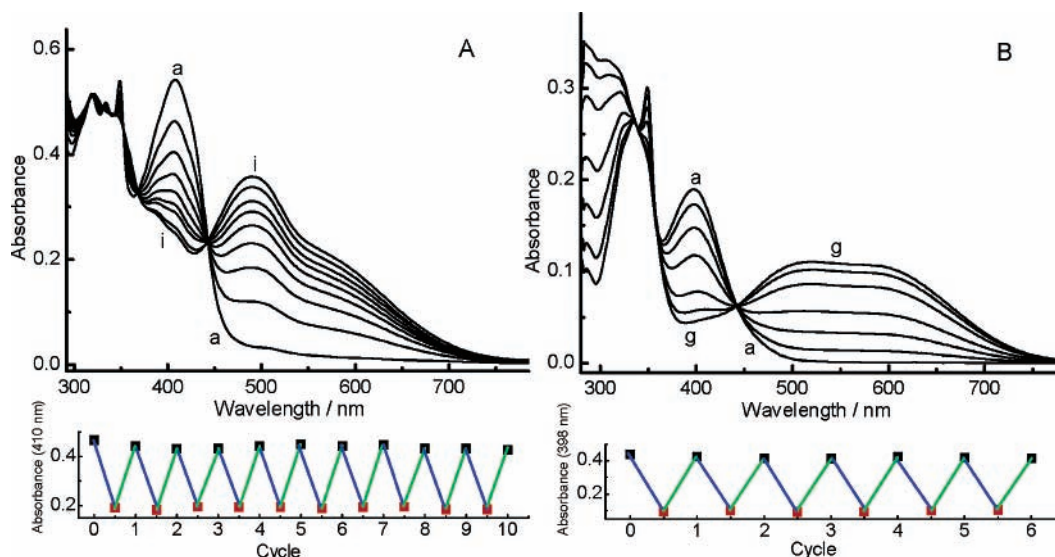 A
B
0.6
0.4
0.2
0.0
Absorbance
a
i
i
a
300 400 500 600 700
Wavelength / nm
0.3
0.2
0.1
0.0
Absorbance
a
g
g
a
300 400 500 600 700
Wavelength / nm
Absorbance (410 nm)
0.4
0.2
0 1 2 3 4 5 6 7 8 9 10
Cycle
Absorbance (398 nm)
0.4
0.2
0 1 2 3 4 5 6
Cycle